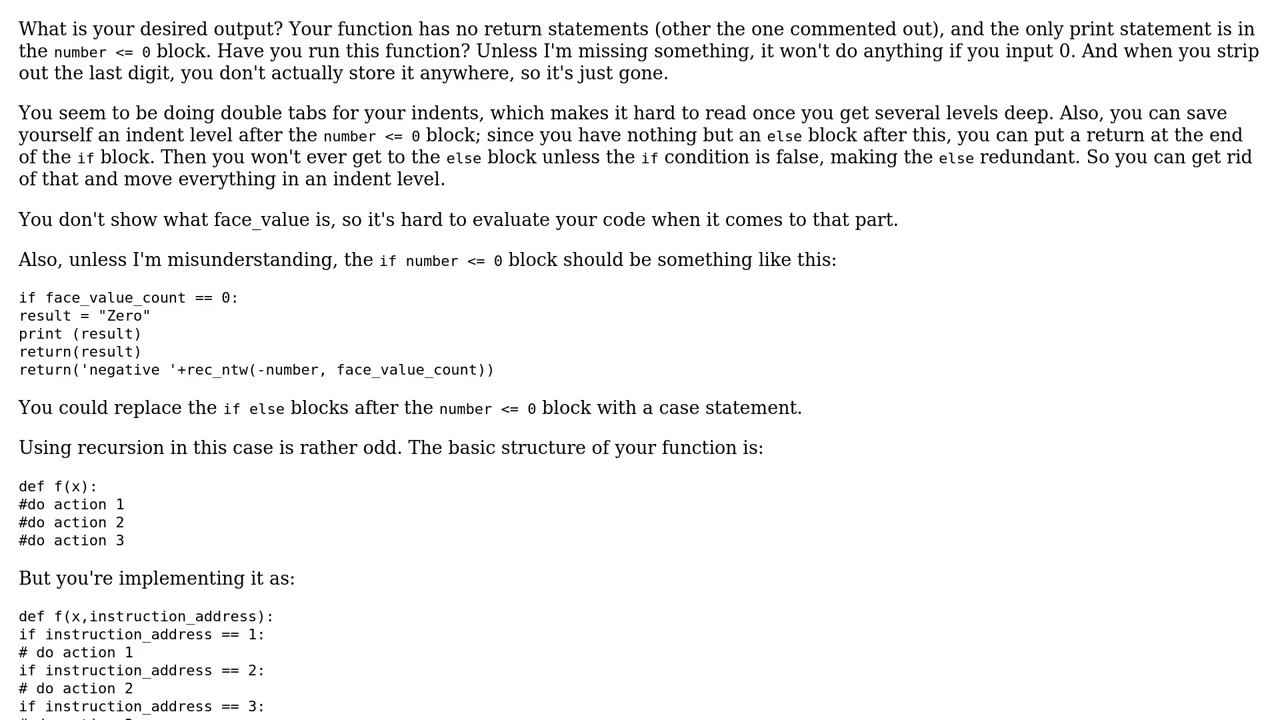 What is your desired output? Your function has no return statements (other the one commented out), and the only print statement is in
the number <= 0 block. Have you run this function? Unless I'm missing something, it won't do anything if you input 0. And when you strip
out the last digit, you don't actually store it anywhere, so it's just gone.
You seem to be doing double tabs for your indents, which makes it hard to read once you get several levels deep. Also, you can save
yourself an indent level after the number <= 0 block; since you have nothing but an else block after this, you can put a return at the end
of the if block. Then you won't ever get to the else block unless the if condition is false, making the else redundant. So you can get rid
of that and move everything in an indent level.
You don't show what face_value is, so it's hard to evaluate your code when it comes to that part.
Also, unless I'm misunderstanding, the if number <= 0 block should be something like this:
if face_value_count == 0:
result = "Zero"
print (result)
return(result)
return('negative '+rec_ntw(-number, face_value_count))
You could replace the if else blocks after the number <= 0 block with a case statement.
Using recursion in this case is rather odd. The basic structure of your function is:
def f(x):
#do action 1
#do action 2
#do action 3
But you're implementing it as:
def f(x,instruction_address):
if instruction_address == 1:
# do action 1
if instruction_address == 2:
# do action 2
if instruction_address == 3: